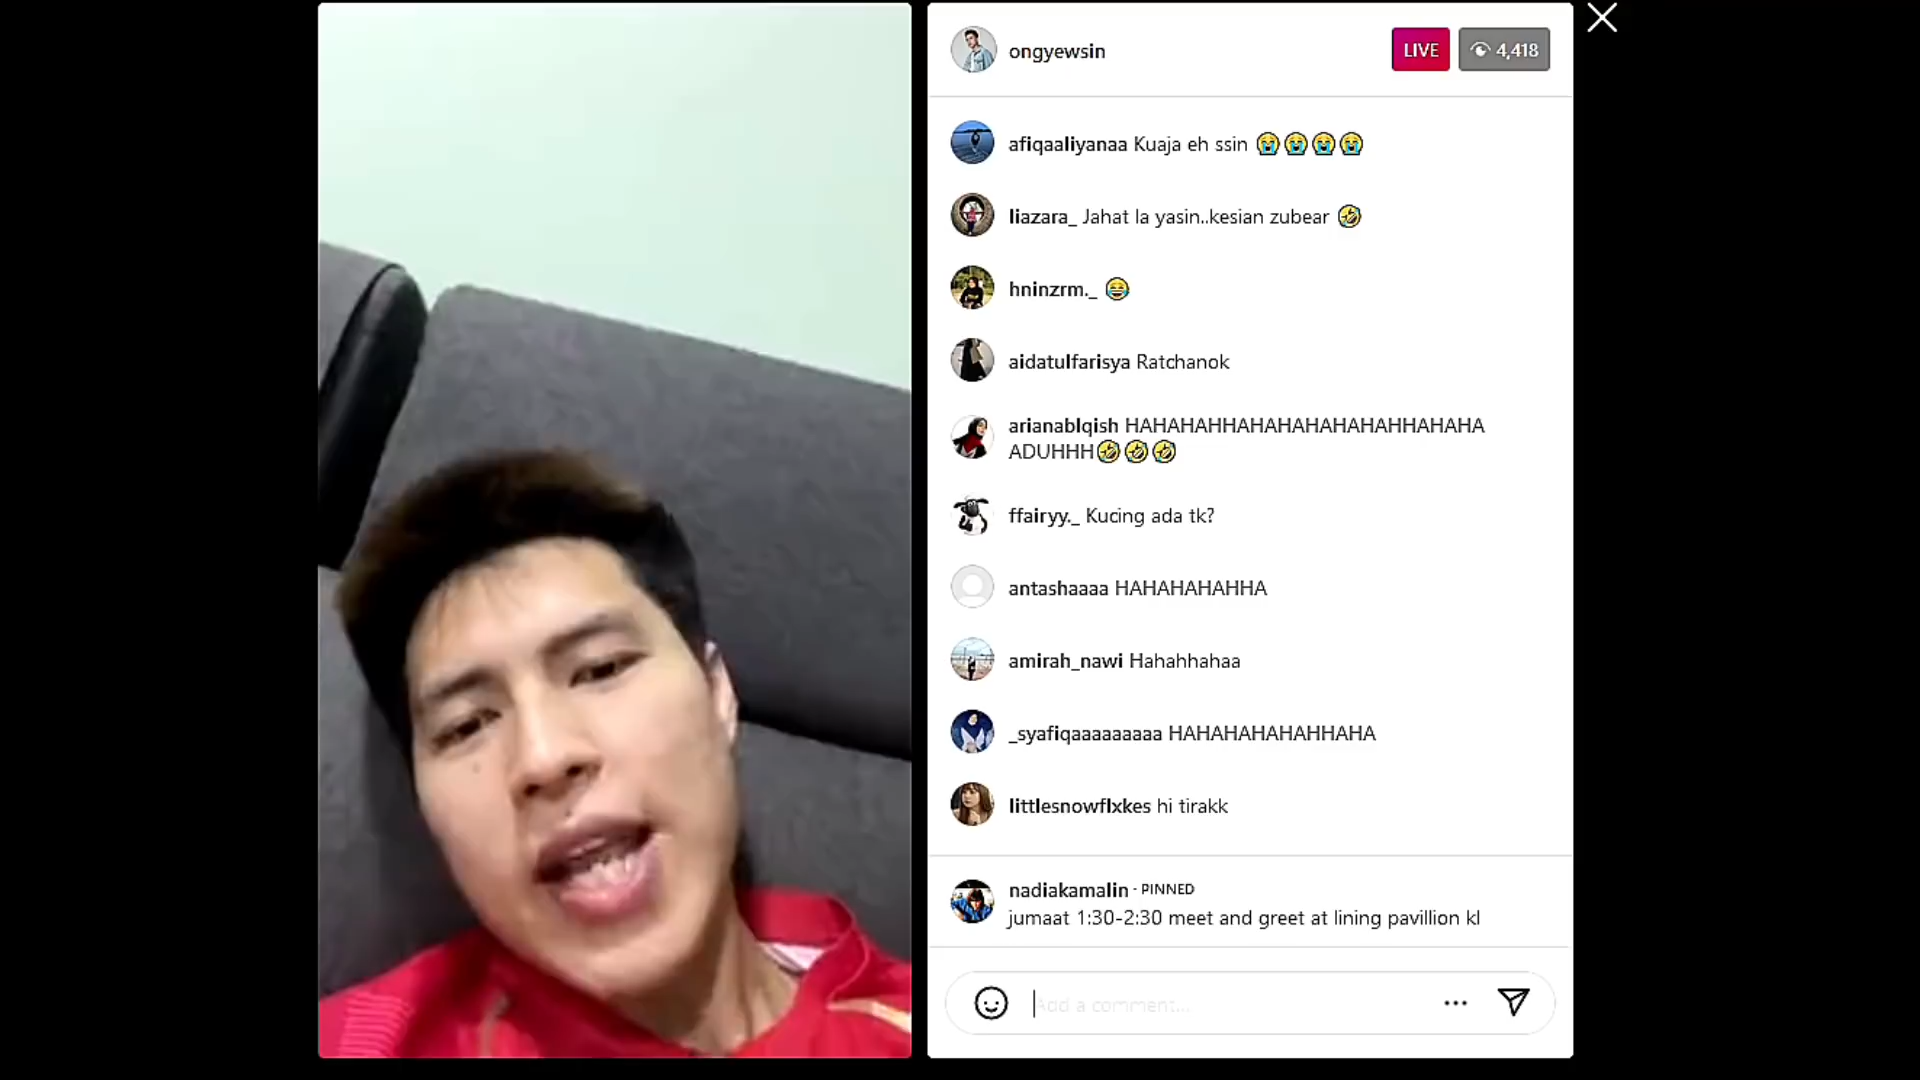 ongyewsin
LIVE
4,418
afiqaaliyanaa Kuaja eh ssin 😭😭😭😭
liazara_ Jahat la yasin..kesian zubear 🤣
hninzrm._ 😂
aidatulfarisya Ratchanok
arianablqish HAHAHAHHAHAHAHAHAHAHHAHAHA
ADUHHH🤣🤣🤣
ffairyy._ Kucing ada tk?
antashaaaa HAHAHAHAHHA
amirah_nawi Hahahhahaa
_syafiqaaaaaaaaa HAHAHAHAHAHHAHA
littlesnowflxkes hi tirakk
nadiakamalin · PINNED
jumaat 1:30-2:30 meet and greet at lining pavillion kl
Add a comment...